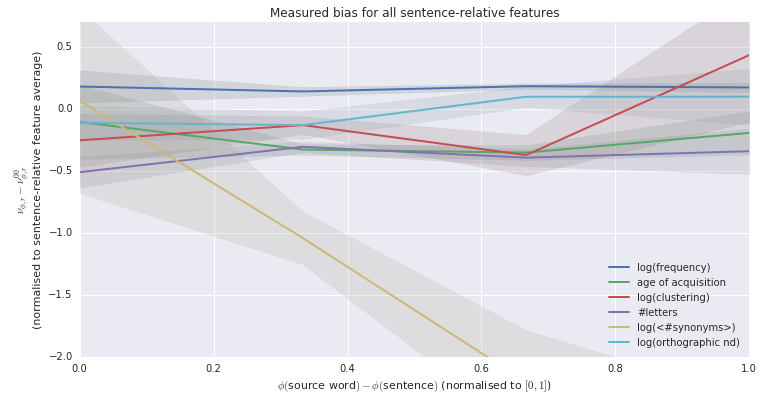 Measured bias for all sentence-relative features
0.5
0.0
−0.5
−1.0
−1.5
−2.0
0.0
0.2
0.4
0.6
0.8
1.0
(normalised to sentence-relative feature average)
ϕ(source word) − ϕ(sentence) (normalised to [0, 1])
log(frequency)
age of acquisition
log(clustering)
#letters
log(<#synonyms>)
log(orthographic nd)